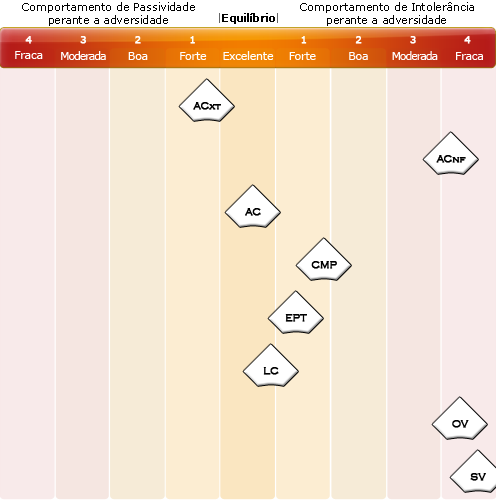 Comportamento de Passividade
perante a adversidade
|Equilíbrio|
Comportamento de Intolerância
perante a adversidade
4 3 2 1 1 2 3 4
Fraca Moderada Boa Forte Excelente Forte Boa Moderada Fraca
ACXT
ACNF
AC
CMP
EPT
LC
OV
SV